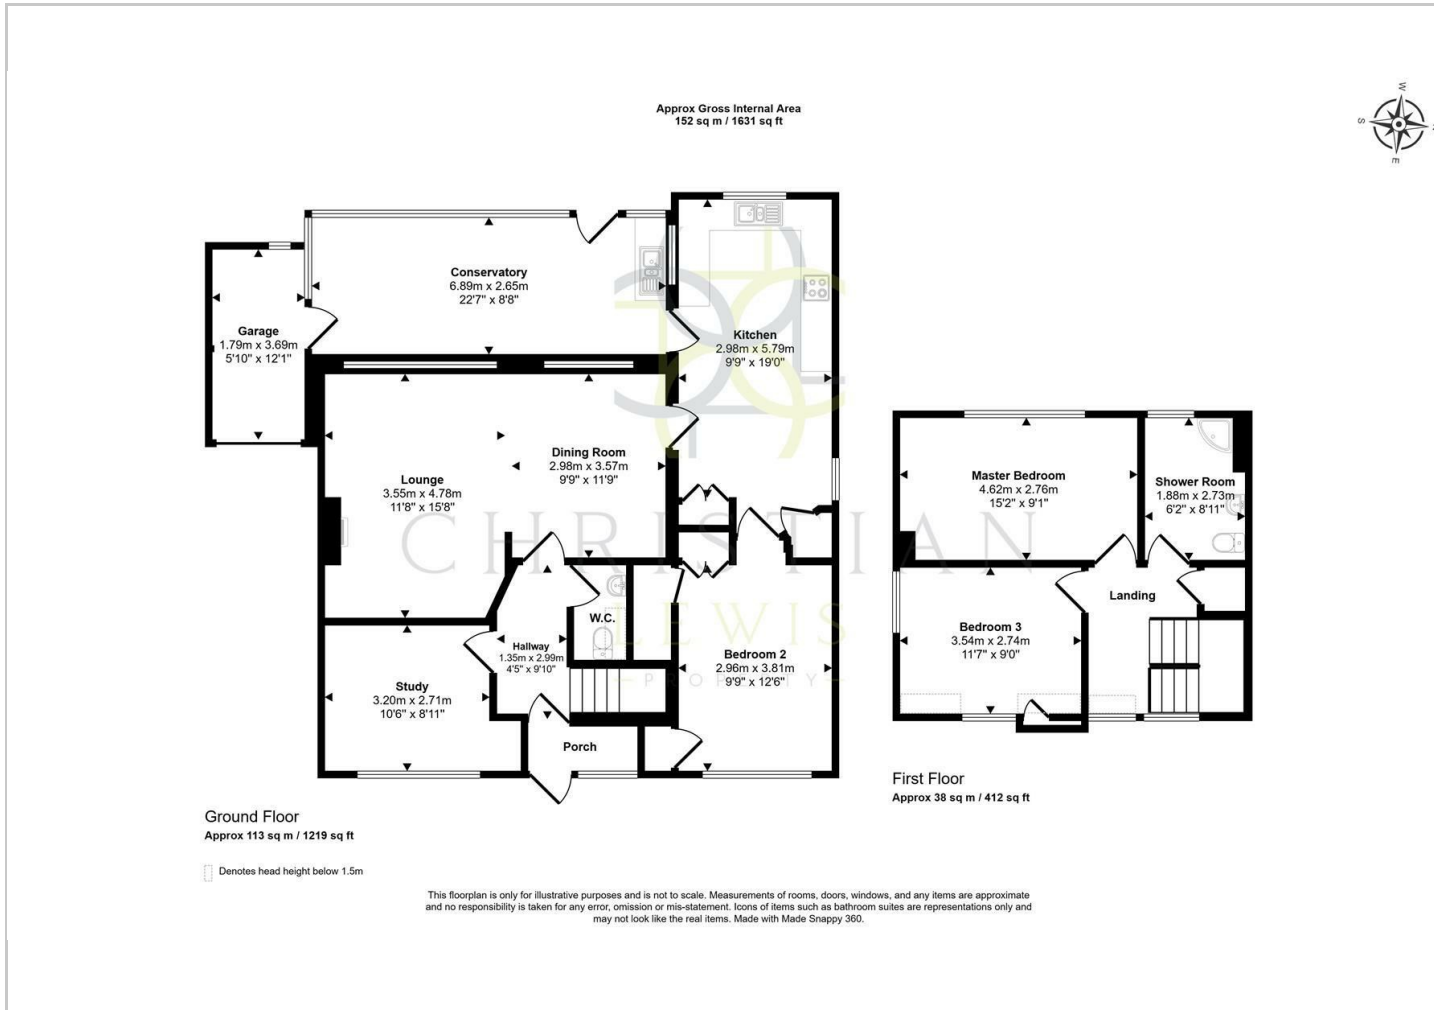 Approx Gross Internal Area
152 sq m / 1631 sq ft
W
S
E
Conservatory
6.89m x 2.65m
22'7" x 8'8"
Garage
1.79m x 3.69m
5'10" x 12'1"
Kitchen
2.98m x 5.79m
9'9" x 19'0"
Dining Room
2.98m x 3.57m
9'9" x 11'9"
Lounge
3.55m x 4.78m
11'8" x 15'8"
CHRISTIAN
LEWIS
PROPERTY
W.C.
Hallway
1.35m x 2.99m
4'5" x 9'10"
Bedroom 2
2.96m x 3.81m
9'9" x 12'6"
Study
3.20m x 2.71m
10'6" x 8'11"
Porch
Master Bedroom
4.62m x 2.76m
15'2" x 9'1"
Shower Room
1.88m x 2.73m
6'2" x 8'11"
Landing
Bedroom 3
3.54m x 2.74m
11'7" x 9'0"
First Floor
Approx 38 sq m / 412 sq ft
Ground Floor
Approx 113 sq m / 1219 sq ft
Denotes head height below 1.5m
This floorplan is only for illustrative purposes and is not to scale. Measurements of rooms, doors, windows, and any items are approximate
and no responsibility is taken for any error, omission or mis-statement. Icons of items such as bathroom suites are representations only and
may not look like the real items. Made with Made Snappy 360.